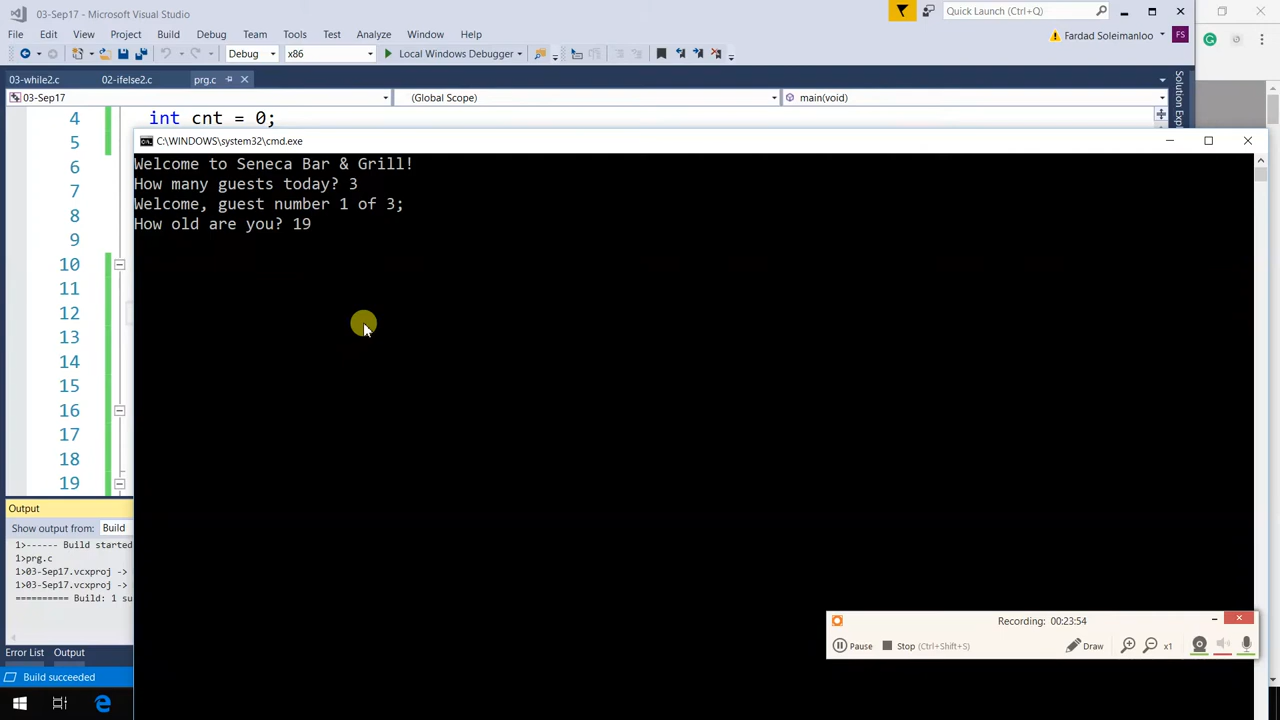 03-Sep17 - Microsoft Visual Studio
Quick Launch (Ctrl+Q)
File Edit View Project Build Debug Team Tools Test Analyze Window Help
Fardad Soleimanloo FS
Debug x86 Local Windows Debugger
03-while2.c 02-ifelse2.c prg.c
03-Sep17 (Global Scope) main(void)
Solution Expl
4 int cnt = 0;
5
6
7
8
9
10
11
12
13
14
15
16
17
18
19
C:\WINDOWS\system32\cmd.exe
Welcome to Seneca Bar & Grill!
How many guests today? 3
Welcome, guest number 1 of 3;
How old are you? 19
Output
Show output from: Build
1>------ Build started
1>prg.c
1>03-Sep17.vcxproj ->
1>03-Sep17.vcxproj ->
========== Build: 1 su
Error List Output
Build succeeded
Recording: 00:23:54
Pause Stop (Ctrl+Shift+S) Draw x1